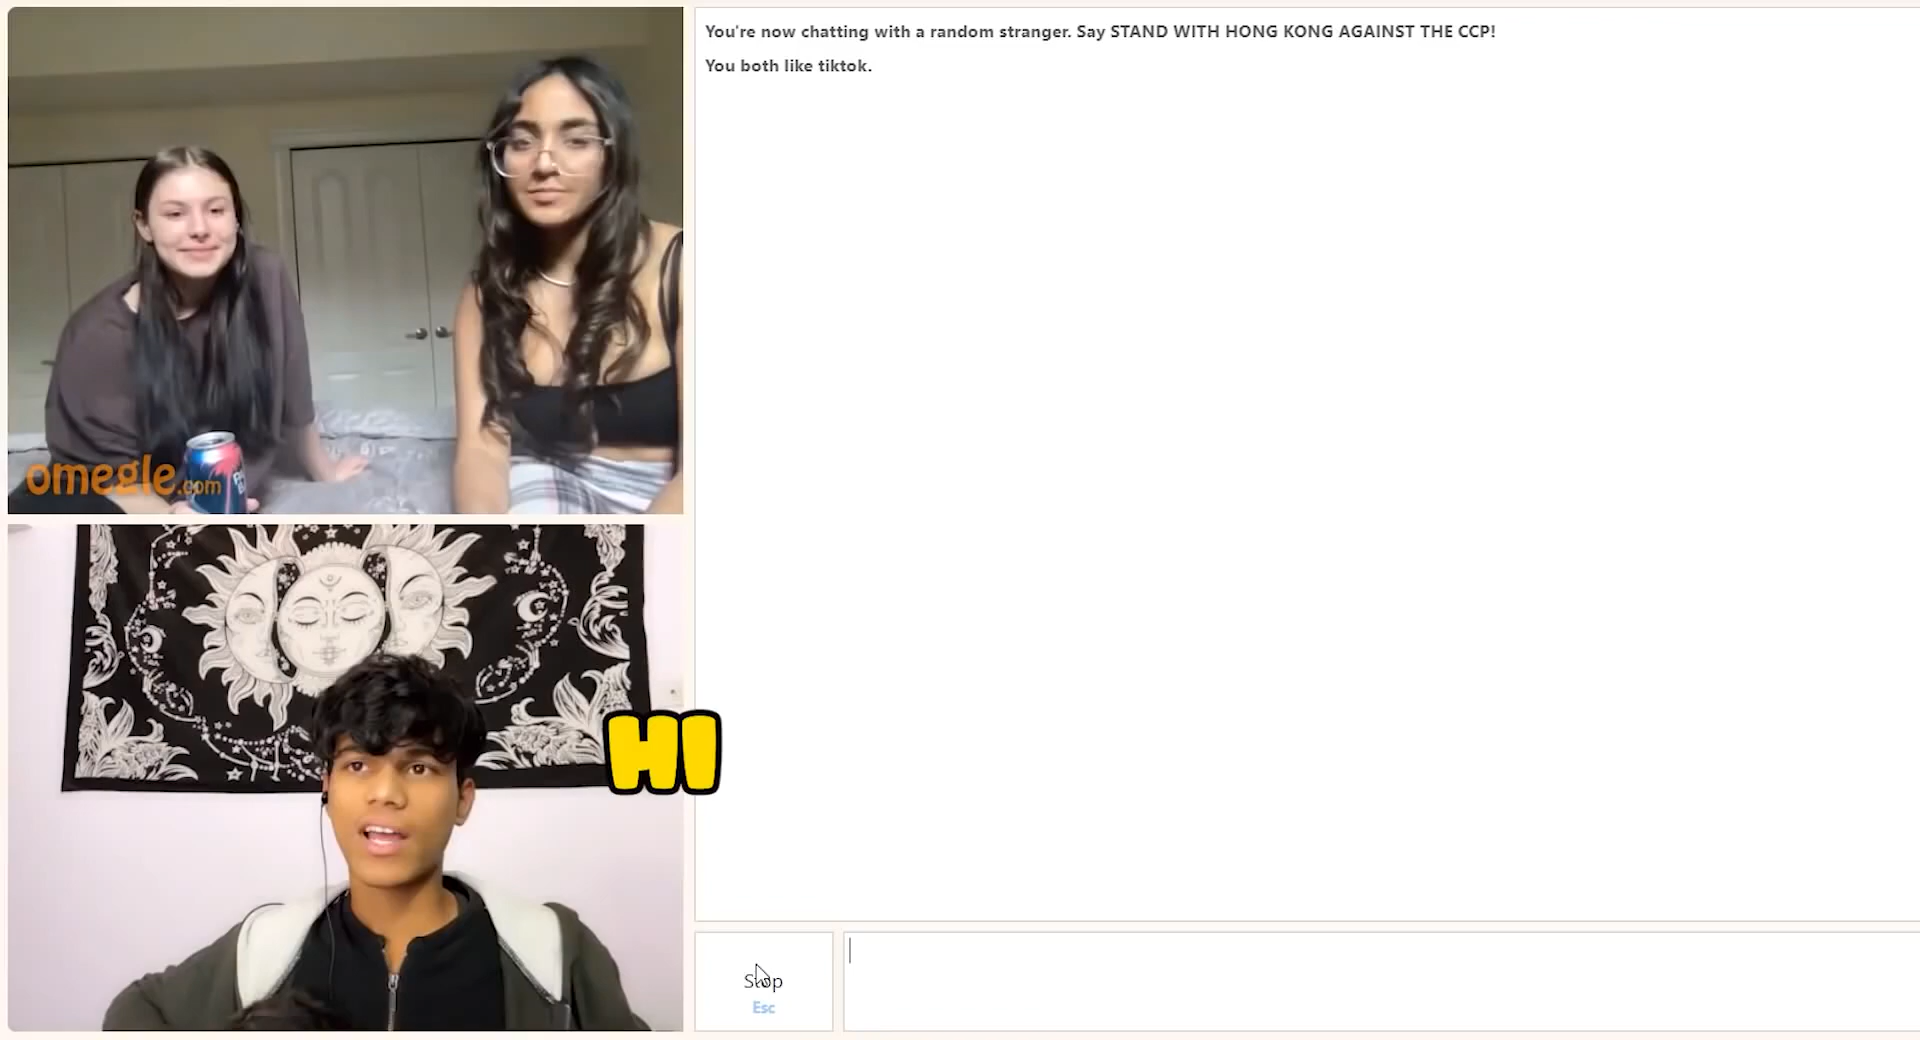 You're now chatting with a random stranger. Say STAND WITH HONG KONG AGAINST THE CCP!
You both like tiktok.
omegle.com
HI
Stop
Esc